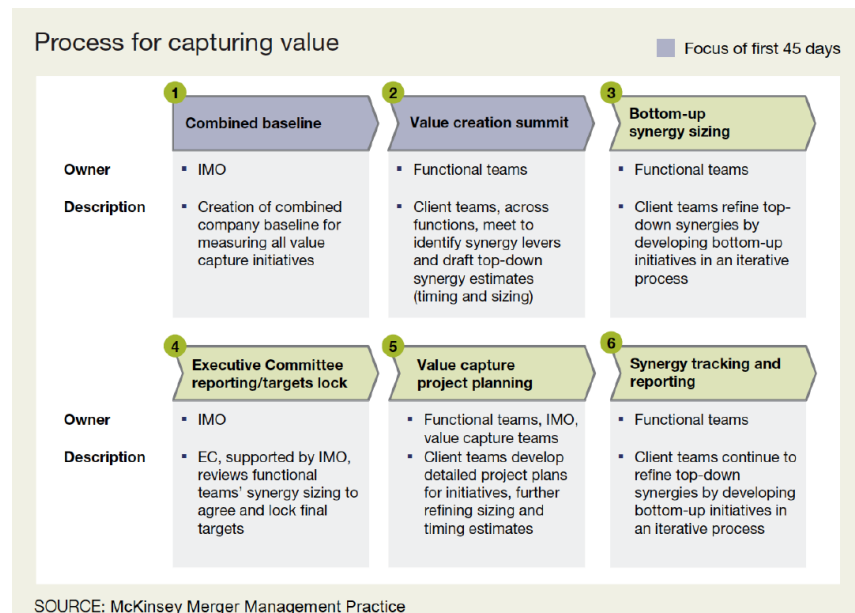 Process for capturing value
Focus of first 45 days
1
Combined baseline
2
Value creation summit
3
Bottom-up
synergy sizing
Owner
▪ IMO
▪ Functional teams
▪ Functional teams
Description
▪ Creation of combined
company baseline for
measuring all value
capture initiatives
▪ Client teams, across
functions, meet to
identify synergy levers
and draft top-down
synergy estimates
(timing and sizing)
▪ Client teams refine top-
down synergies by
developing bottom-up
initiatives in an iterative
process
4
Executive Committee
reporting/targets lock
5
Value capture
project planning
6
Synergy tracking and
reporting
Owner
▪ IMO
▪ Functional teams, IMO,
value capture teams
▪ Functional teams
Description
▪ EC, supported by IMO,
reviews functional
teams' synergy sizing to
agree and lock final
targets
▪ Client teams develop
detailed project plans
for initiatives, further
refining sizing and
timing estimates
▪ Client teams continue to
refine top-down
synergies by developing
bottom-up initiatives in
an iterative process
SOURCE: McKinsey Merger Management Practice